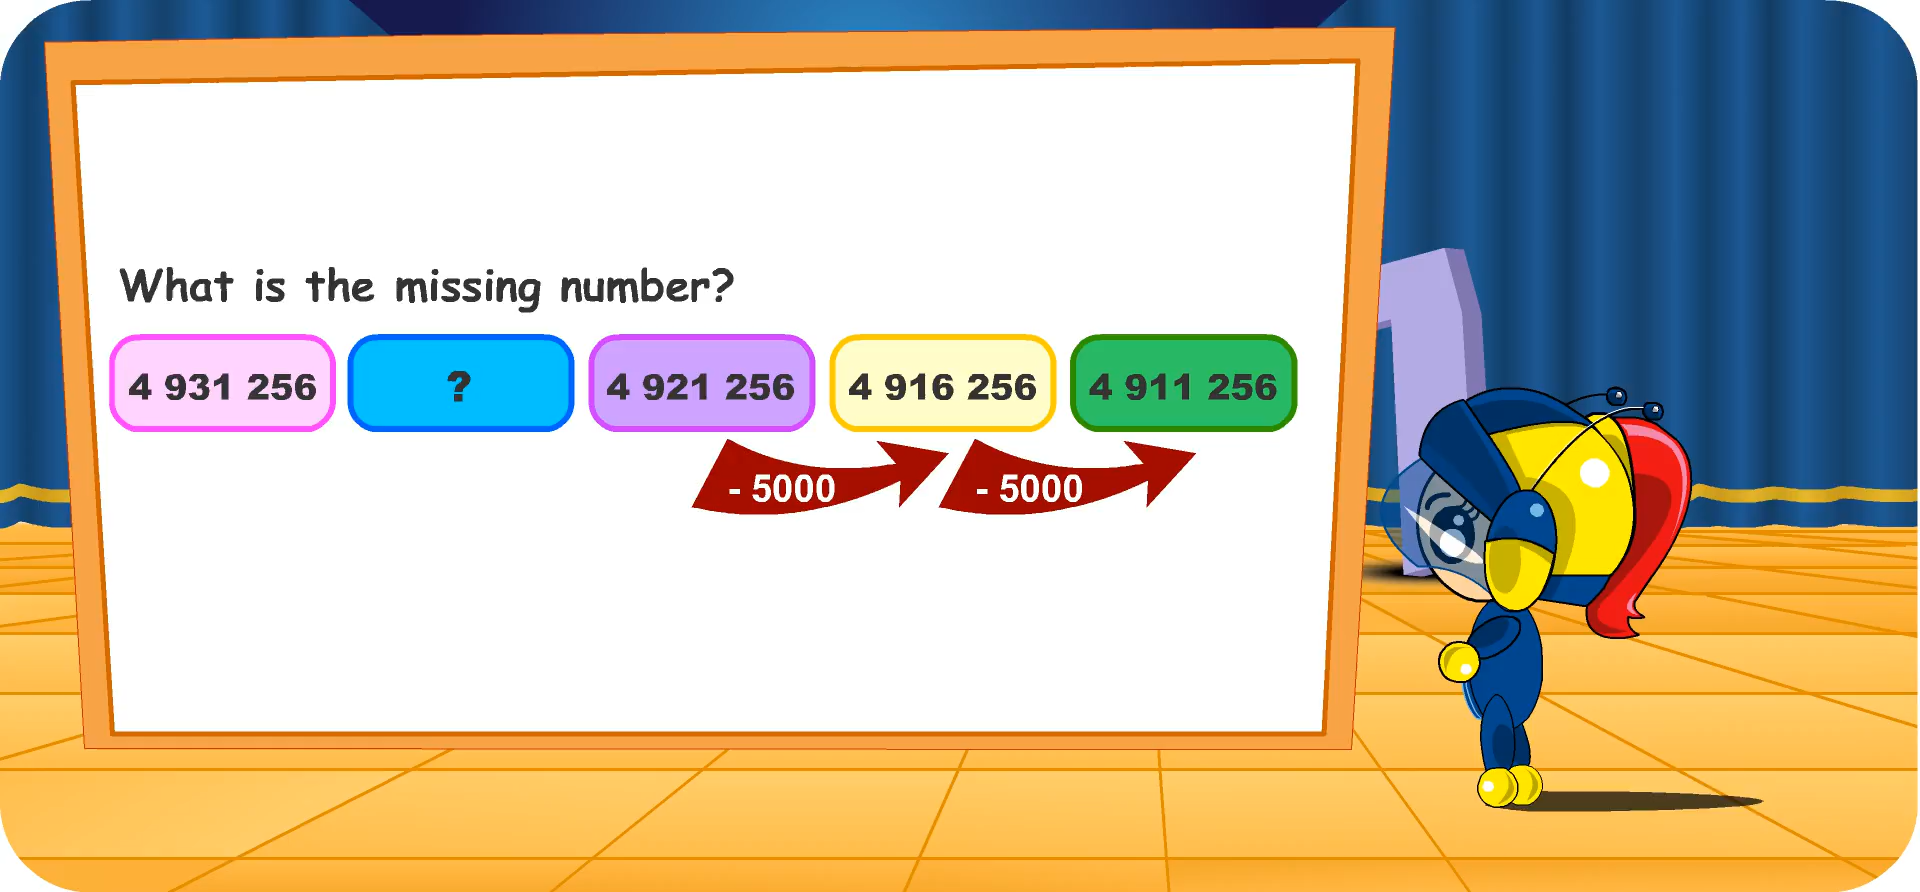 What is the missing number?
4 931 256 ? 4 921 256 4 916 256 4 911 256
- 5000 - 5000